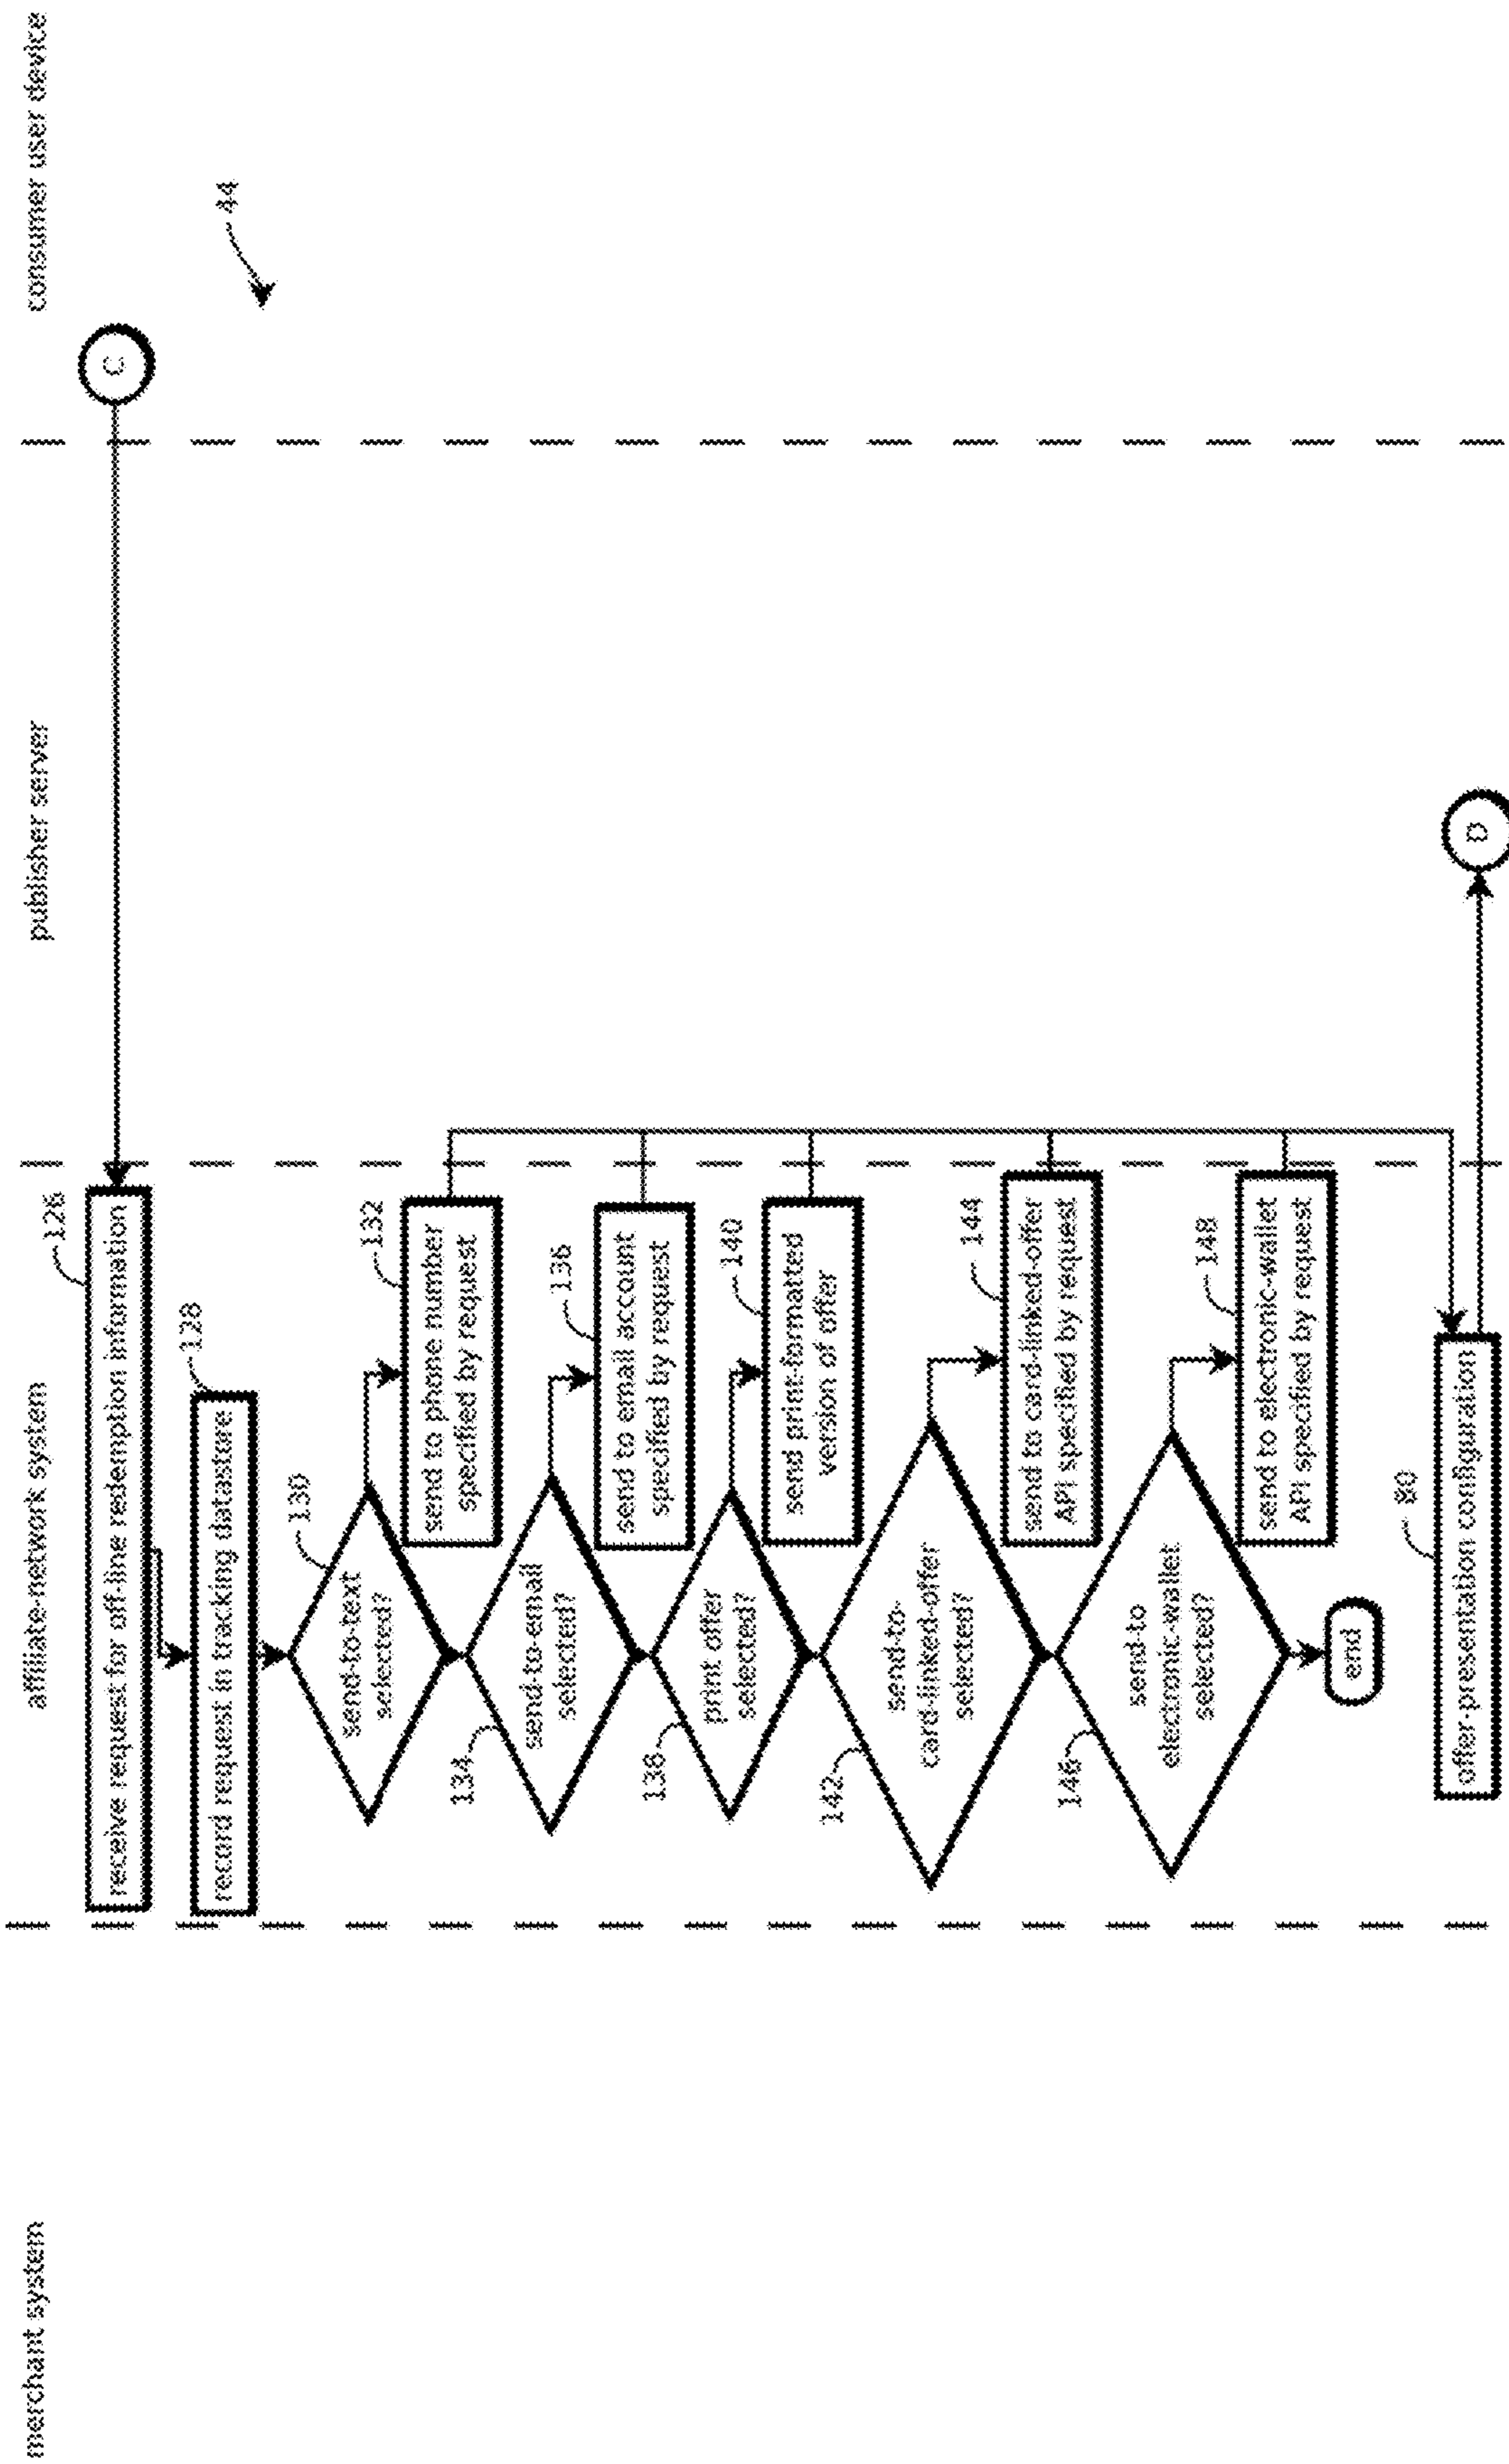 merchant system
affiliate-network system
publisher server
consumer user device
C
44
126
receive request for off-line redemption information
128
record request in tracking datastore
130
send-to-text
selected?
132
send to phone number
specified by request
134
send-to-email
selected?
136
send to email account
specified by request
138
print offer
selected?
140
send print-formatted
version of offer
142
send-to-
card-linked-offer
selected?
144
send to card-linked-offer
API specified by request
146
send-to
electronic-wallet
selected?
148
send to electronic-wallet
API specified by request
end
80
offer-presentation configuration
D